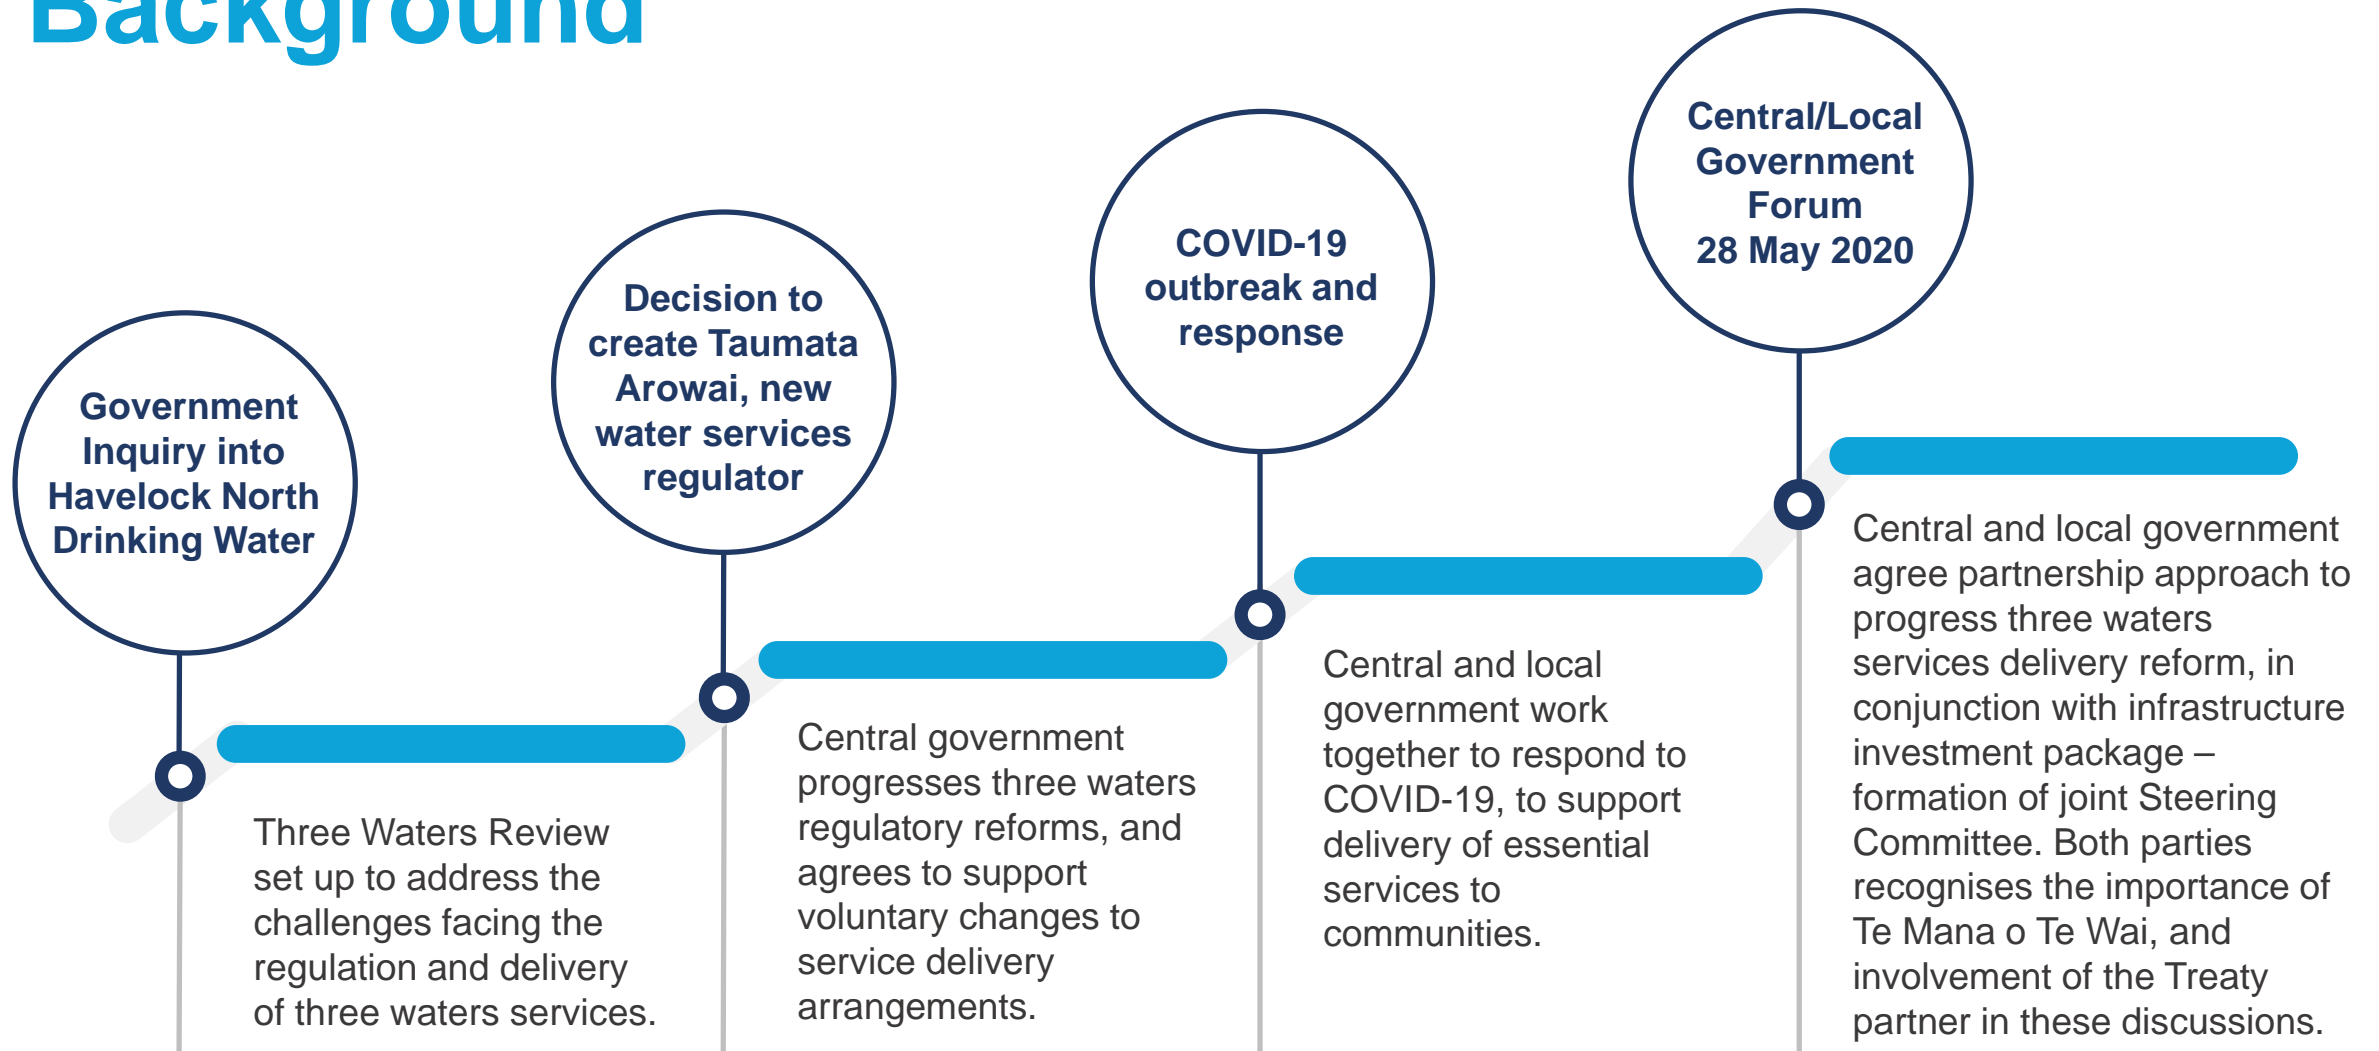 Background
Government
Inquiry into
Havelock North
Drinking Water
Three Waters Review
set up to address the
challenges facing the
regulation and delivery
of three waters services.
Decision to
create Taumata
Arowai, new
water services
regulator
Central government
progresses three waters
regulatory reforms, and
agrees to support
voluntary changes to
service delivery
arrangements.
COVID-19
outbreak and
response
Central and local
government work
together to respond to
COVID-19, to support
delivery of essential
services to
communities.
Central/Local
Government
Forum
28 May 2020
Central and local government
agree partnership approach to
progress three waters
services delivery reform, in
conjunction with infrastructure
investment package –
formation of joint Steering
Committee. Both parties
recognises the importance of
Te Mana o Te Wai, and
involvement of the Treaty
partner in these discussions.